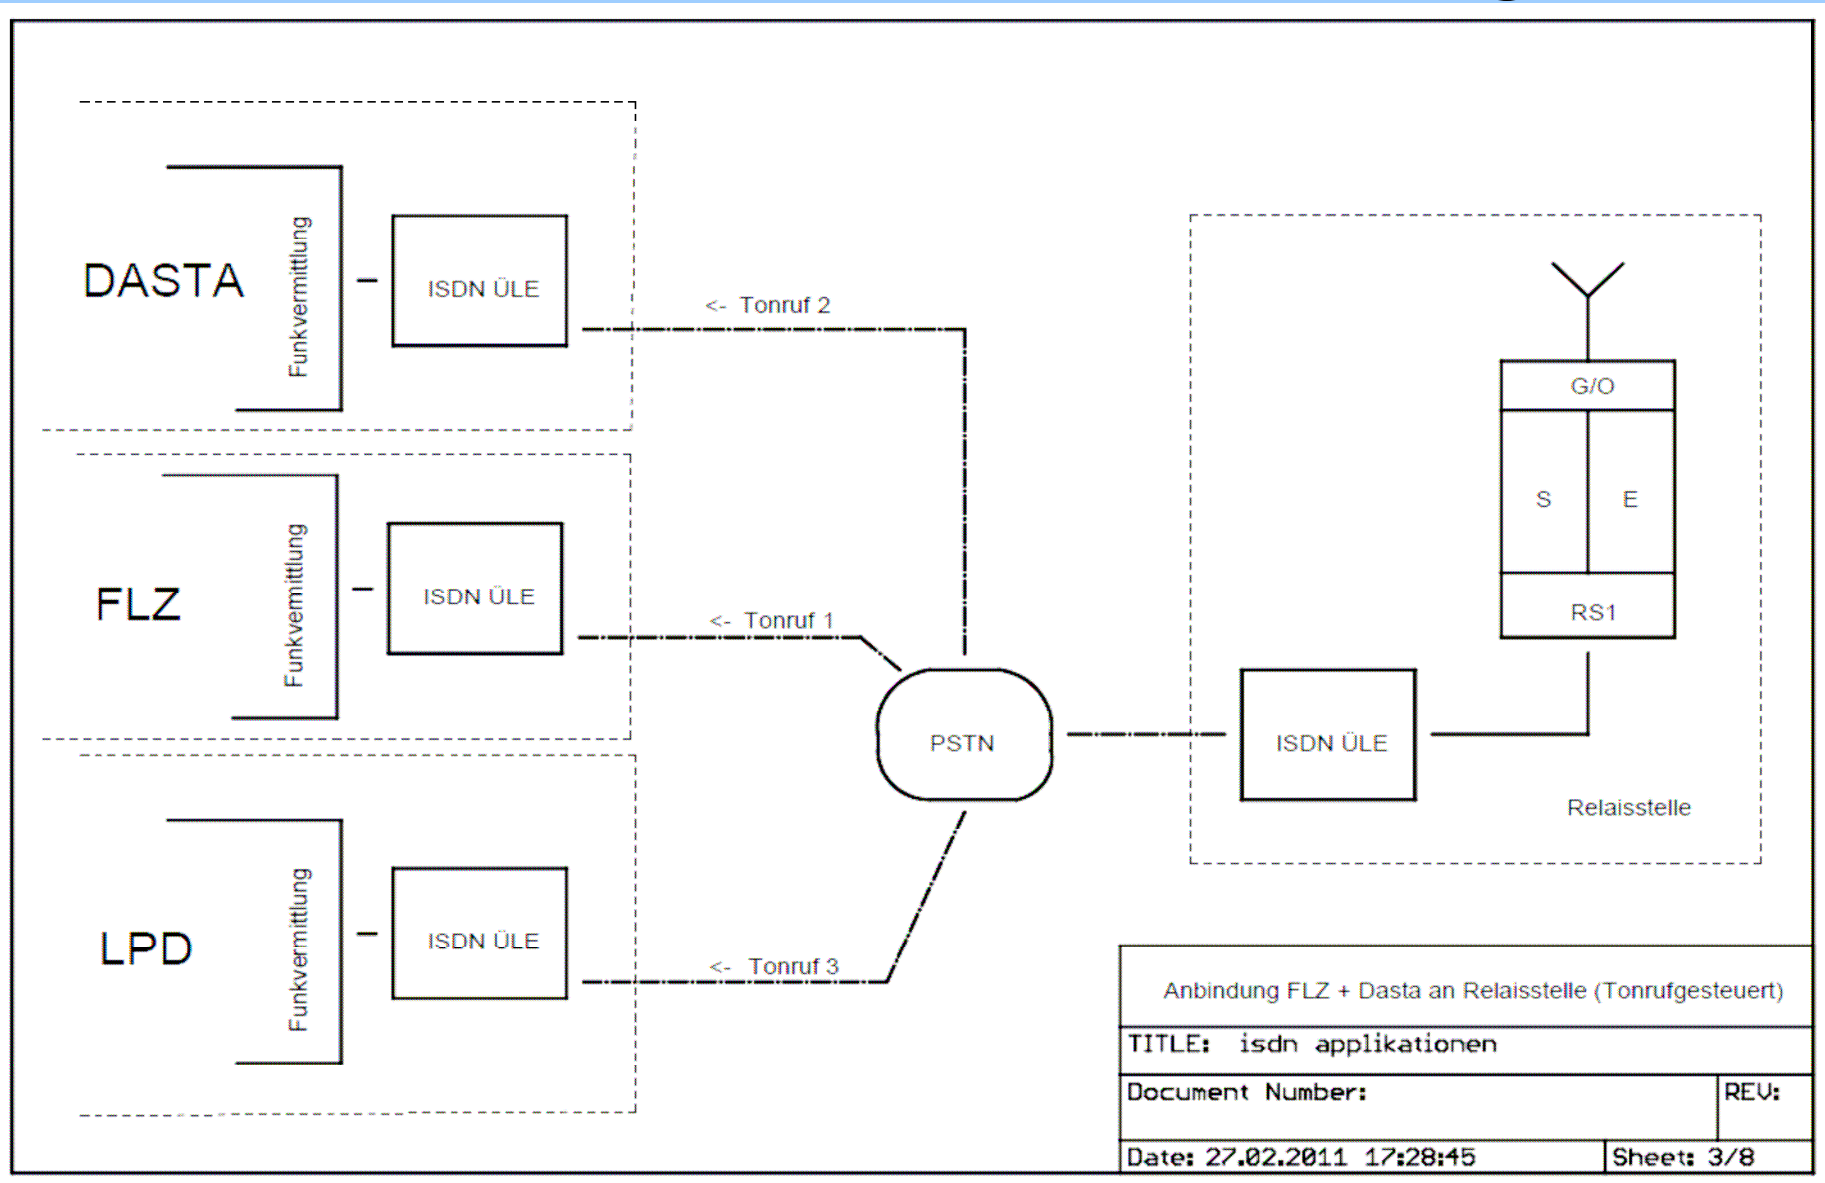 DASTA
Funkvermittlung
ISDN ÜLE
<- Tonruf 2
FLZ
Funkvermittlung
ISDN ÜLE
<- Tonruf 1
LPD
Funkvermittlung
ISDN ÜLE
<- Tonruf 3
PSTN
ISDN ÜLE
G/O
S
E
RS1
Relaisstelle
Anbindung FLZ + Dasta an Relaisstelle (Tonrufgesteuert)
TITLE: isdn applikationen
Document Number:
REV:
Date: 27.02.2011 17:28:45
Sheet: 3/8